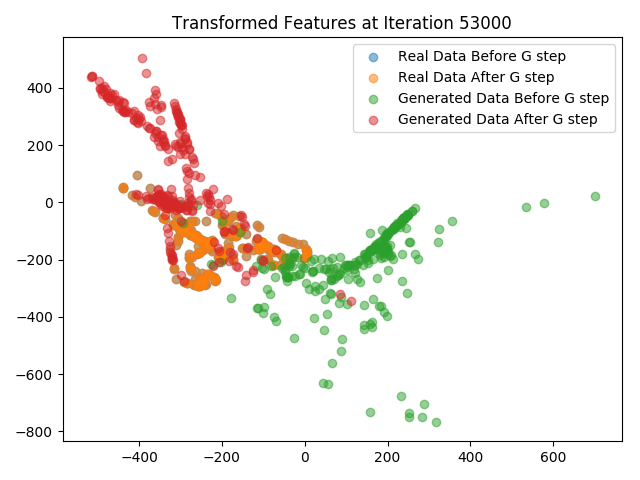 Transformed Features at Iteration 53000
Real Data Before G step
Real Data After G step
Generated Data Before G step
Generated Data After G step
400
200
0
−200
−400
−600
−800
−400 −200 0 200 400 600